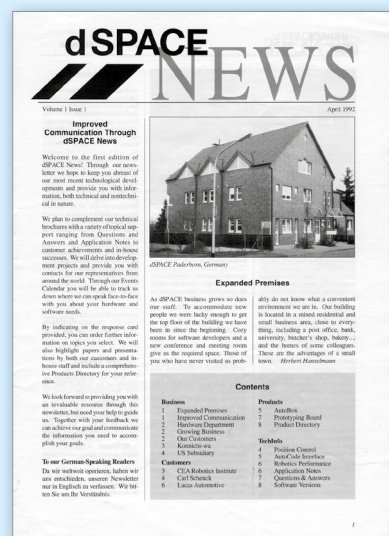 dSPACE
NEWS
Volume 1 Issue 1
April 1992
Improved
Communication Through
dSPACE News
Welcome to the first edition of
dSPACE News! Through our news-
letter we hope to keep you abreast of
our most recent technological devel-
opments and provide you with infor-
mation, both technical and nontechni-
cal in nature.
We plan to complement our technical
brochures with a variety of topical sup-
port ranging from Questions and
Answers and Application Notes to
customer achievements and in-house
successes. We will delve into develop-
ment projects and provide you with
contacts for our representatives from
around the world. Through our Events
Calendar you will be able to track us
down where we can speak face-to-face
with you about your hardware and
software needs.
By indicating on the response card
provided, you can order further infor-
mation on topics you select. We will
also highlight papers and presenta-
tions by both our customers and in-
house staff and include a comprehens-
ive Products Directory for your refer-
ence.
We look forward to providing you with
an invaluable resource through this
newsletter, but need your help to guide
us. Together with your feedback we
can achieve our goal and communicate
the information you need to accom-
plish your goals.
To our German-Speaking Readers
Da wir weltweit operieren, haben wir
uns entschieden, unseren Newsletter
nur in Englisch zu verfassen. Wir bit-
ten Sie um Ihr Verständnis.
dSPACE Paderborn, Germany
Expanded Premises
As dSPACE business grows so does
our staff. To accommodate new
people we were lucky enough to get
the top floor of the building we have
been in since the beginning. Cozy
rooms for software developers and a
new conference and meeting room
give us the required space. Those of
you who have never visited us prob-
ably do not know what a convenient
environment we are in. Our building
is located in a mixed residential and
small business area, close to every-
thing, including a post office, bank,
university, butcher's shop, bakery...,
and the homes of some colleagues.
These are the advantages of a small
town. Herbert Hanselmann
Contents
Business
1 Expanded Premises
1 Improved Communication
2 Hardware Department
2 Growing Business
2 Our Customers
3 Konnichi-wa
4 US Subsidiary
Customers
3 CEA Robotics Institute
4 Carl Schenck
6 Lucas Automotive
Products
5 AutoBox
7 Prototyping Board
8 Product Directory
TechInfo
4 Position Control
5 AutoCode Interface
6 Robotics Performance
6 Application Notes
7 Questions & Answers
8 Software Versions
1